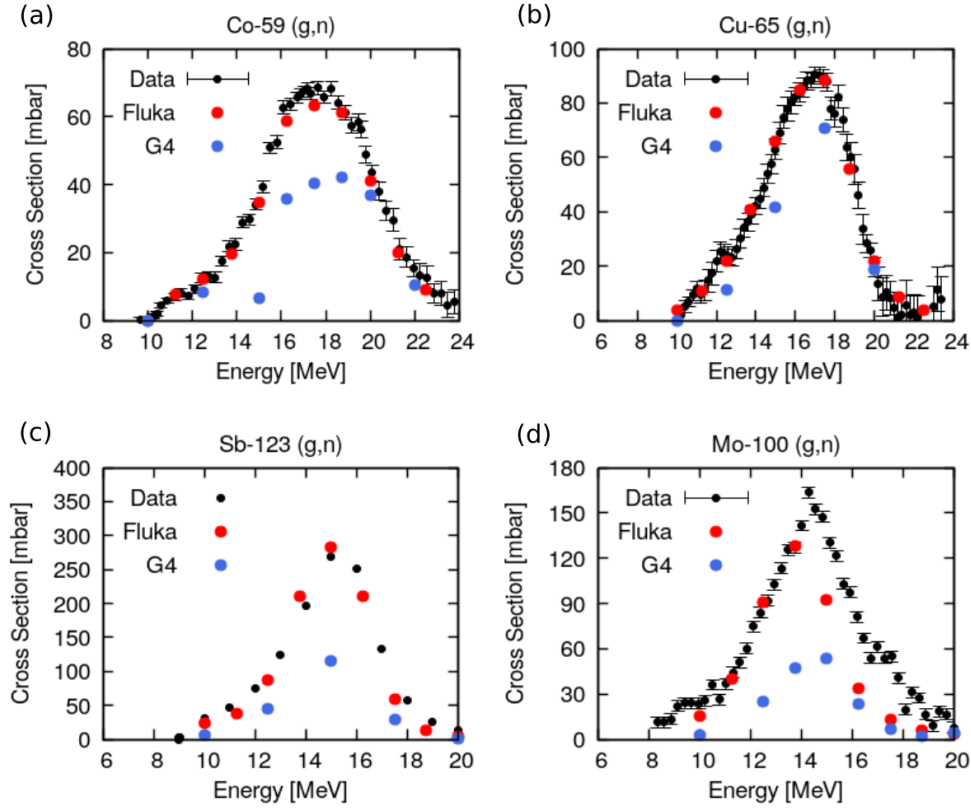 (a)
Co-59 (g,n)
Cross Section [mbar]
80
60
40
20
0
Data
Fluka
G4
8 10 12 14 16 18 20 22 24
Energy [MeV]
(b)
Cu-65 (g,n)
Cross Section [mbar]
100
80
60
40
20
0
Data
Fluka
G4
8 10 12 14 16 18 20 22 24
Energy [MeV]
(c)
Sb-123 (g,n)
Cross Section [mbar]
400
350
300
250
200
150
100
50
0
Data
Fluka
G4
6 8 10 12 14 16 18 20
Energy [MeV]
(d)
Mo-100 (g,n)
Cross Section [mbar]
180
150
120
90
60
30
0
Data
Fluka
G4
6 8 10 12 14 16 18 20
Energy [MeV]